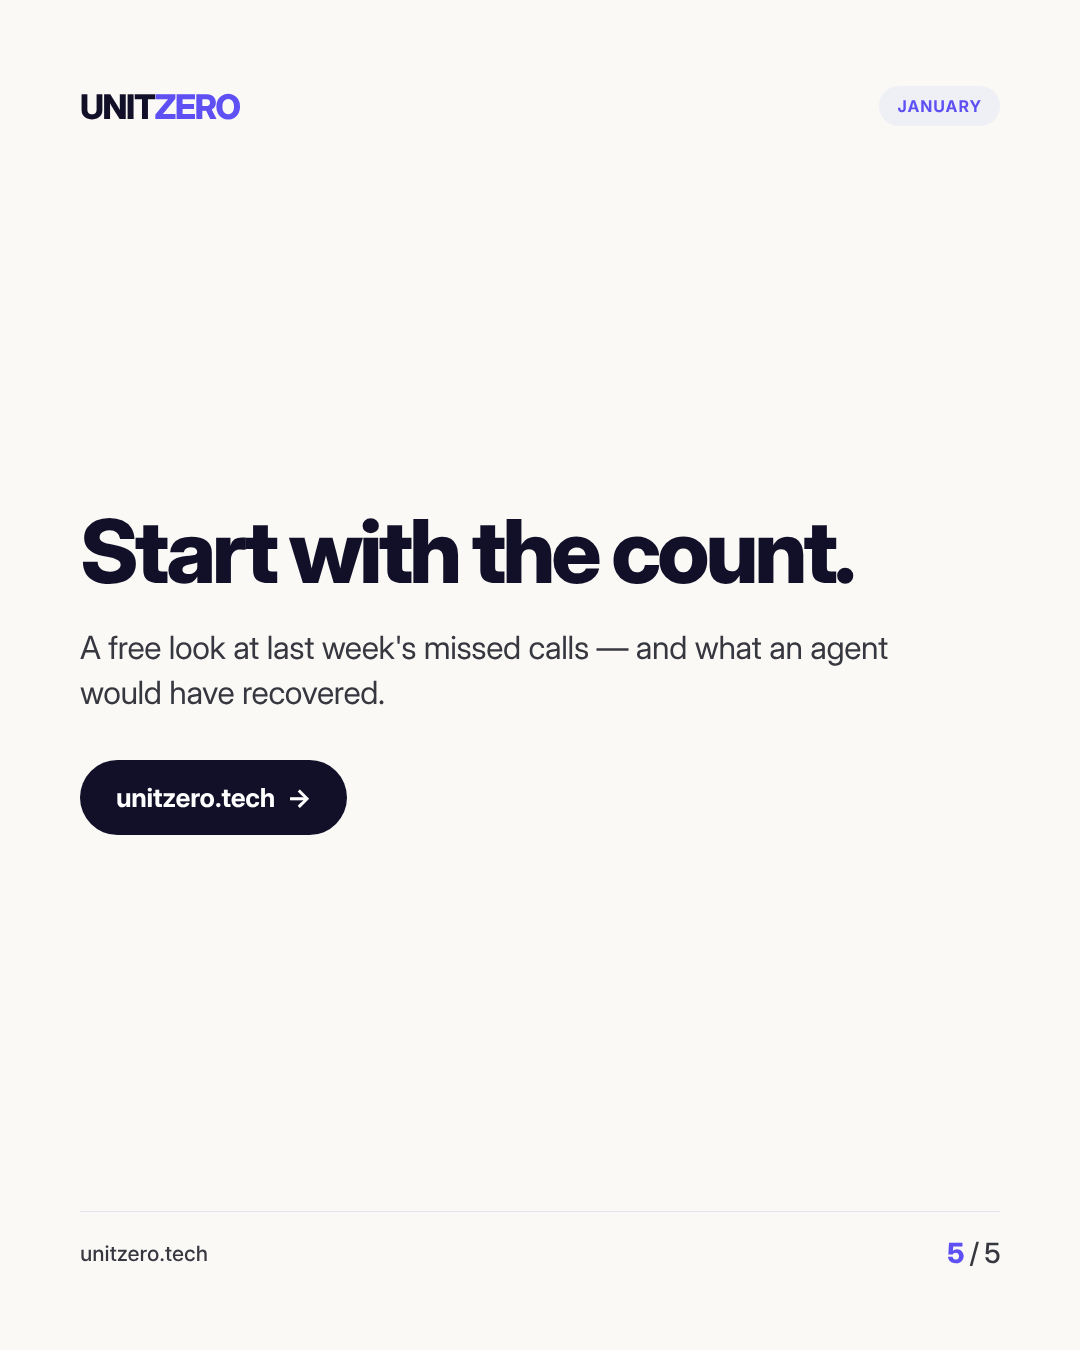 UNITZERO
JANUARY
Start with the count.
A free look at last week's missed calls — and what an agent
would have recovered.
unitzero.tech →
unitzero.tech
5 / 5